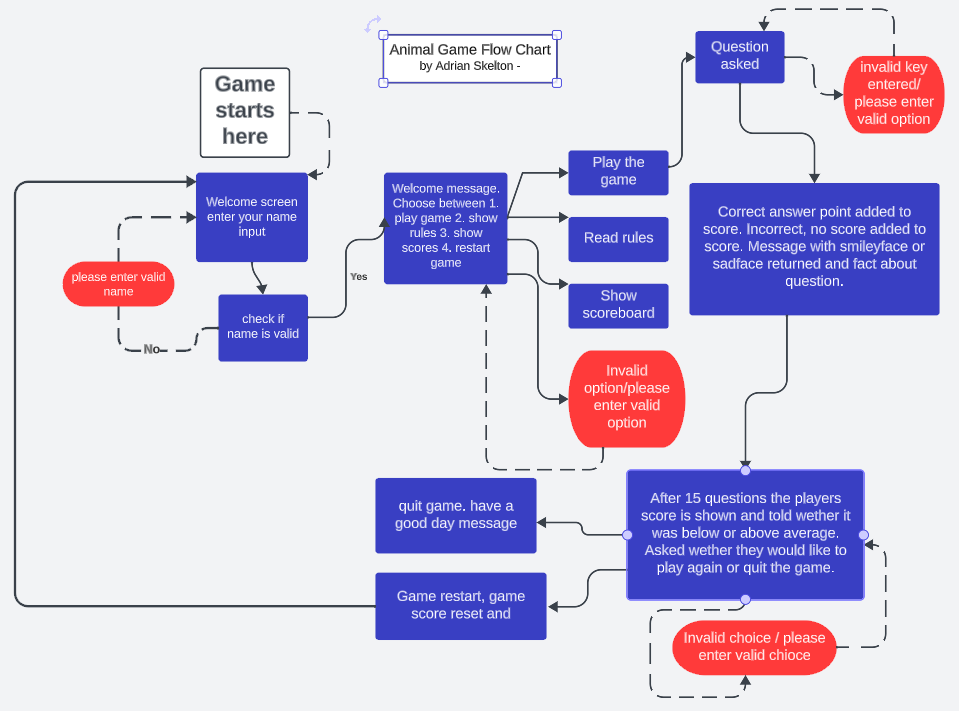 Animal Game Flow Chart
by Adrian Skelton -
Game
starts
here
Welcome screen
enter your name
input
please enter valid
name
check if
name is valid
No
Yes
Welcome message.
Choose between 1.
play game 2. show
rules 3. show
scores 4. restart
game
Play the
game
Read rules
Show
scoreboard
Invalid
option/please
enter valid
option
Question
asked
invalid key
entered/
please enter
valid option
Correct answer point added to
score. Incorrect, no score added to
score. Message with smileyface or
sadface returned and fact about
question.
After 15 questions the players
score is shown and told wether it
was below or above average.
Asked wether they would like to
play again or quit the game.
quit game. have a
good day message
Game restart, game
score reset and
Invalid choice / please
enter valid chioce